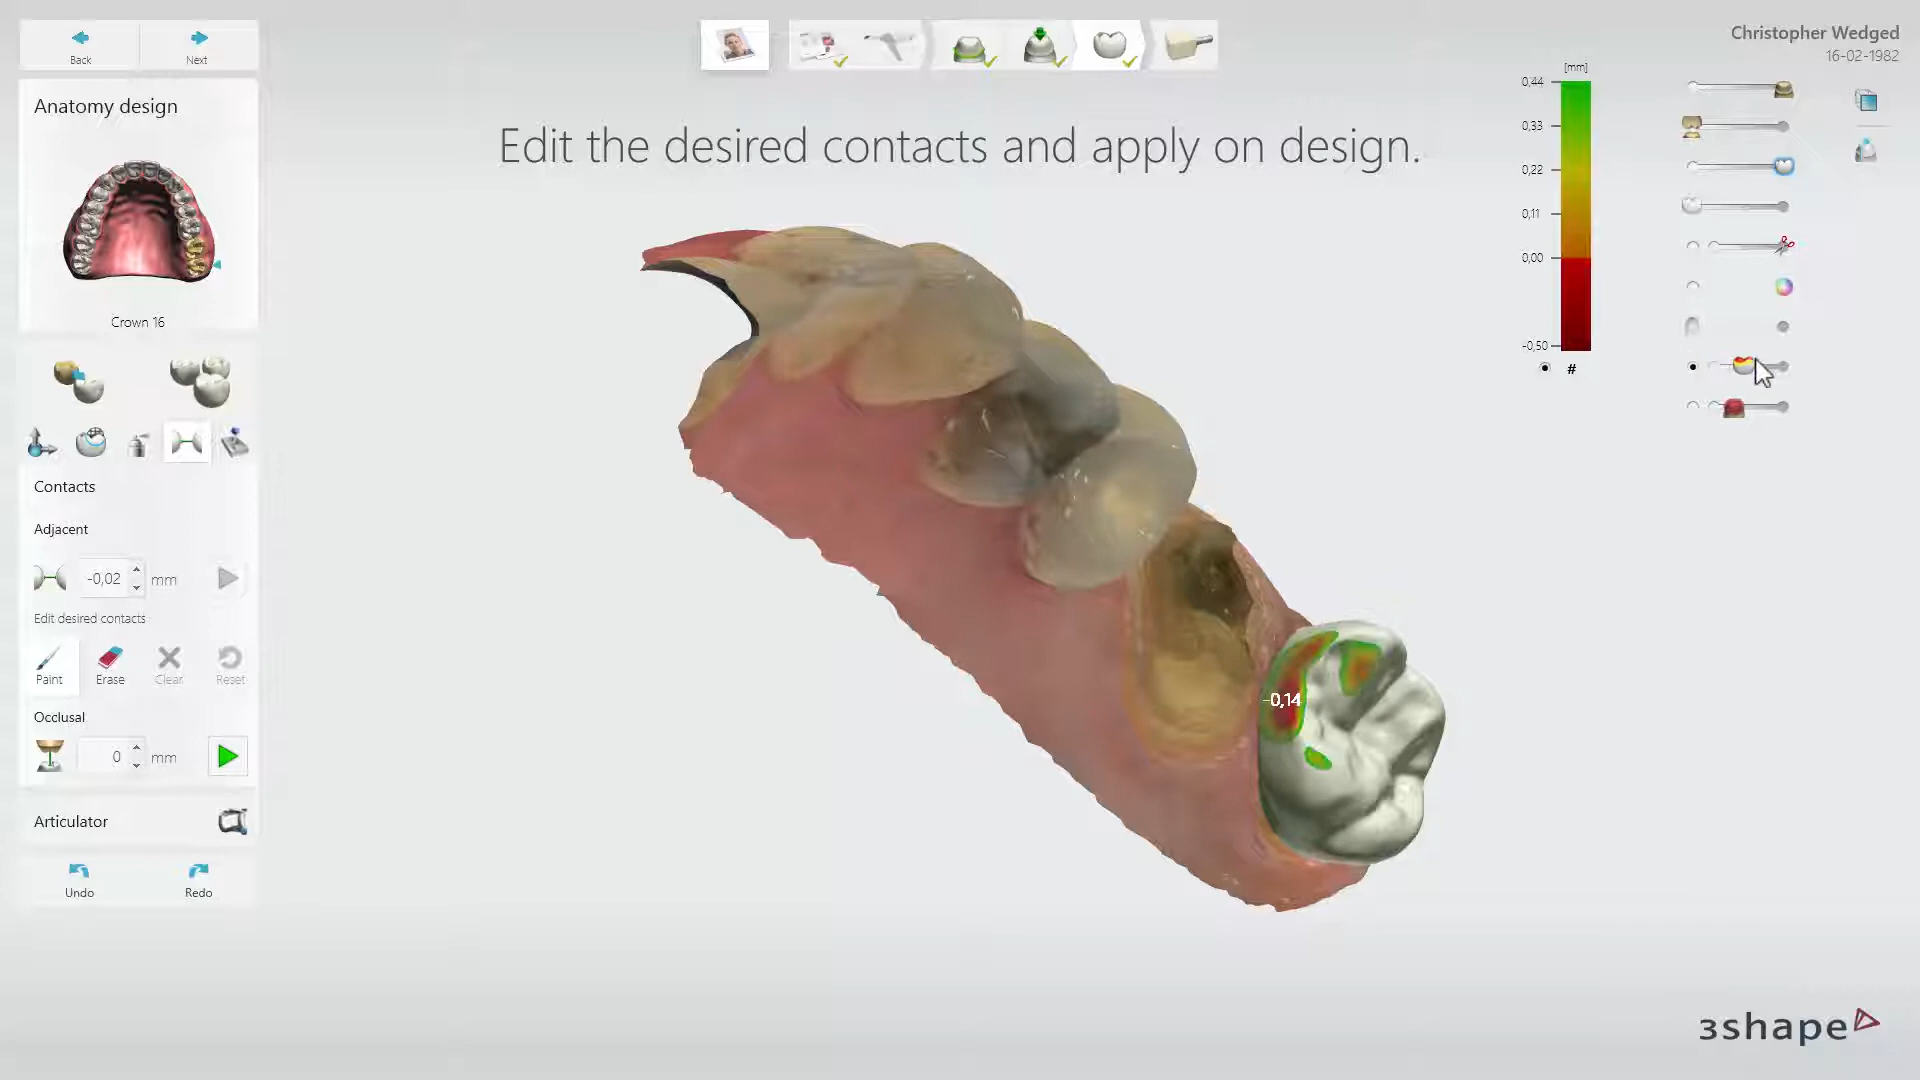 Back
Next
Christopher Wedged
16-02-1982
Anatomy design
Crown 16
Edit the desired contacts and apply on design.
[mm]
0,44
0,33
0,22
0,11
0,00
-0,50
#
-0,14
Contacts
Adjacent
-0,02 mm
Edit desired contacts
Paint
Erase
Clear
Reset
Occlusal
0 mm
Articulator
Undo
Redo
3shape